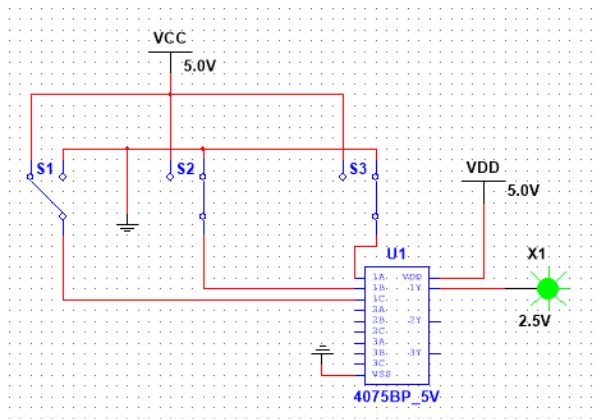 VCC
5.0V
S1
S2
S3
VDD
5.0V
U1
X1
1A VDD
1B 1Y
1C
2A
2B 2Y
2C
3A
3B 3Y
3C
VSS
2.5V
4075BP_5V